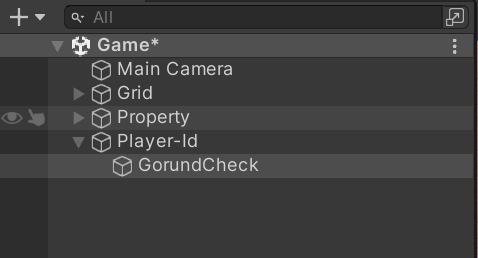 All
Game*
Main Camera
Grid
Property
Player-Id
GorundCheck